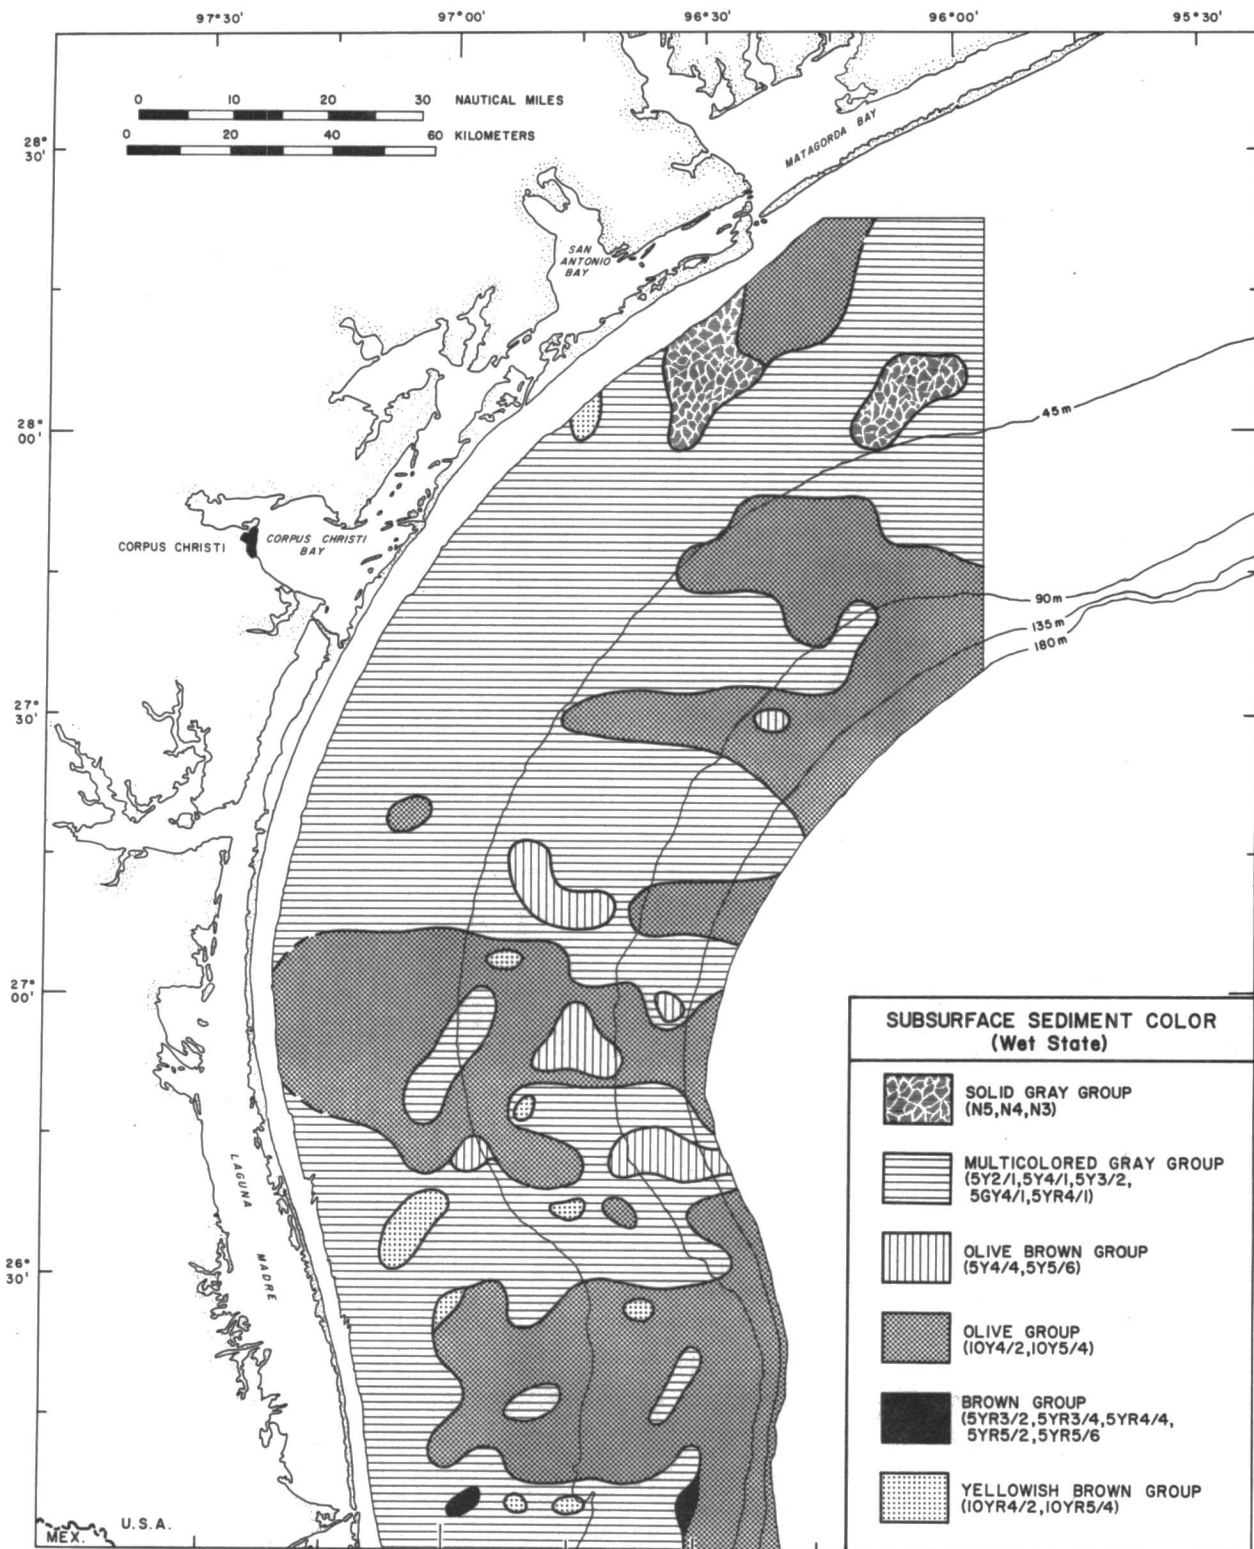 97°30' 97°00' 96°30' 96°00' 95°30'
0 10 20 30 NAUTICAL MILES
0 20 40 60 KILOMETERS
28°
30'
MATAGORDA BAY
SAN
ANTONIO
BAY
45m
28°
00'
CORPUS CHRISTI
CORPUS CHRISTI
BAY
90m
135m
180m
27°
30'
27°
00'
LAGUNA
MADRE
26°
30'
U.S.A.
MEX.
SUBSURFACE SEDIMENT COLOR
(Wet State)
SOLID GRAY GROUP
(N5,N4,N3)
MULTICOLORED GRAY GROUP
(5Y2/1,5Y4/1,5Y3/2,
5GY4/1,5YR4/1)
OLIVE BROWN GROUP
(5Y4/4,5Y5/6)
OLIVE GROUP
(10Y4/2,10Y5/4)
BROWN GROUP
(5YR3/2,5YR3/4,5YR4/4,
5YR5/2,5YR5/6
YELLOWISH BROWN GROUP
(10YR4/2,10YR5/4)